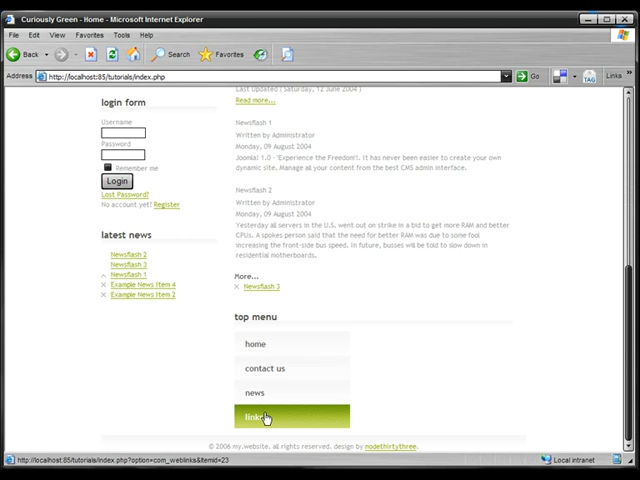 Curiously Green - Home - Microsoft Internet Explorer
File Edit View Favorites Tools Help
Back Search Favorites
Address http://localhost:85/tutorials/index.php Go TAG Links »
login form
Username
Password
Remember me
Login
Lost Password?
No account yet? Register
latest news
Newsflash 2
Newsflash 3
Newsflash 1
Example News Item 4
Example News Item 2
Last Updated ( Saturday, 12 June 2004 )
Read more...
Newsflash 1
Written by Administrator
Monday, 09 August 2004
Joomla! 1.0 - 'Experience the Freedom'!. It has never been easier to create your own
dynamic site. Manage all your content from the best CMS admin interface.
Newsflash 2
Written by Administrator
Monday, 09 August 2004
Yesterday all servers in the U.S. went out on strike in a bid to get more RAM and better
CPUs. A spokes person said that the need for better RAM was due to some fool
increasing the front-side bus speed. In future, busses will be told to slow down in
residential motherboards.
More...
Newsflash 3
top menu
home
contact us
news
links
© 2006 my.website. all rights reserved. design by nodethirtythree.
http://localhost:85/tutorials/index.php?option=com_weblinks&Itemid=23 Local intranet